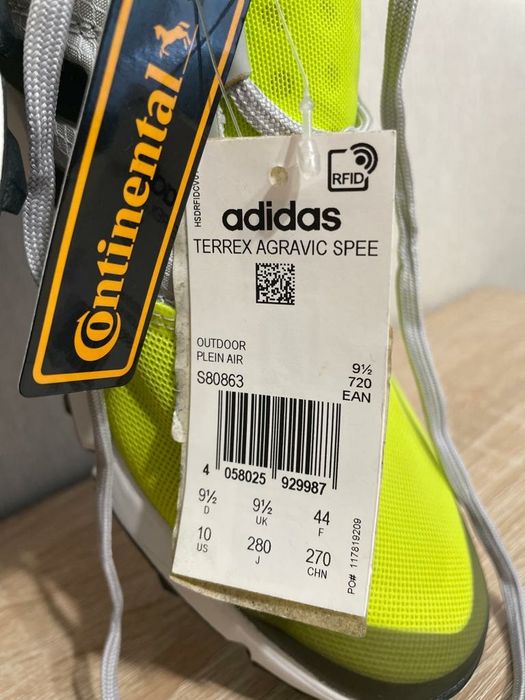 Continental
RFID
adidas
TERREX AGRAVIC SPEE
OUTDOOR
PLEIN AIR
S80863
9½
720
EAN
4 058025 929987
9½ 9½ 44
D UK F
10 280 270
US J CHN
PO# 117819209